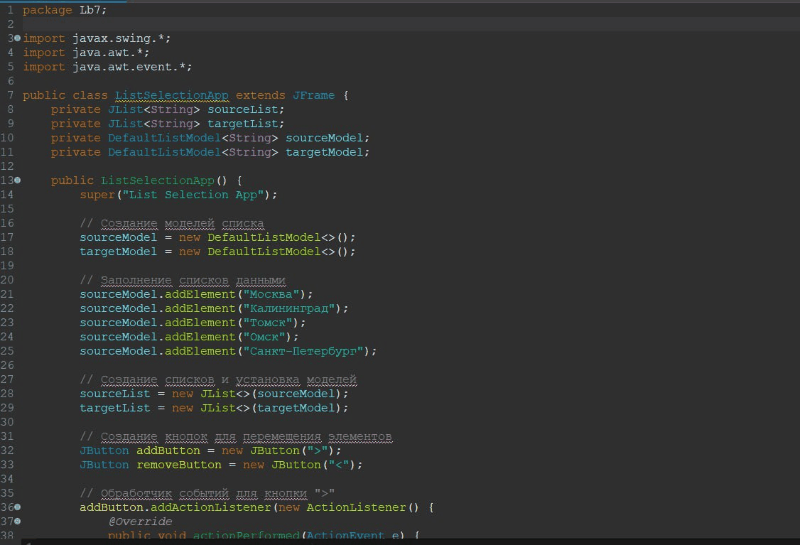 1 package Lb7;
2
3 import javax.swing.*;
4 import java.awt.*;
5 import java.awt.event.*;
6
7 public class ListSelectionApp extends JFrame {
8 private JList<String> sourceList;
9 private JList<String> targetList;
10 private DefaultListModel<String> sourceModel;
11 private DefaultListModel<String> targetModel;
12
13 public ListSelectionApp() {
14 super("List Selection App");
15
16 // Создание моделей списка
17 sourceModel = new DefaultListModel<>();
18 targetModel = new DefaultListModel<>();
19
20 // Заполнение списков данными
21 sourceModel.addElement("Москва");
22 sourceModel.addElement("Калининград");
23 sourceModel.addElement("Томск");
24 sourceModel.addElement("Омск");
25 sourceModel.addElement("Санкт-Петербург");
26
27 // Создание списков и установка моделей
28 sourceList = new JList<>(sourceModel);
29 targetList = new JList<>(targetModel);
30
31 // Создание кнопок для перемещения элементов
32 JButton addButton = new JButton(">");
33 JButton removeButton = new JButton("<");
34
35 // Обработчик событий для кнопки ">"
36 addButton.addActionListener(new ActionListener() {
37 @Override
38 public void actionPerformed(ActionEvent e) {